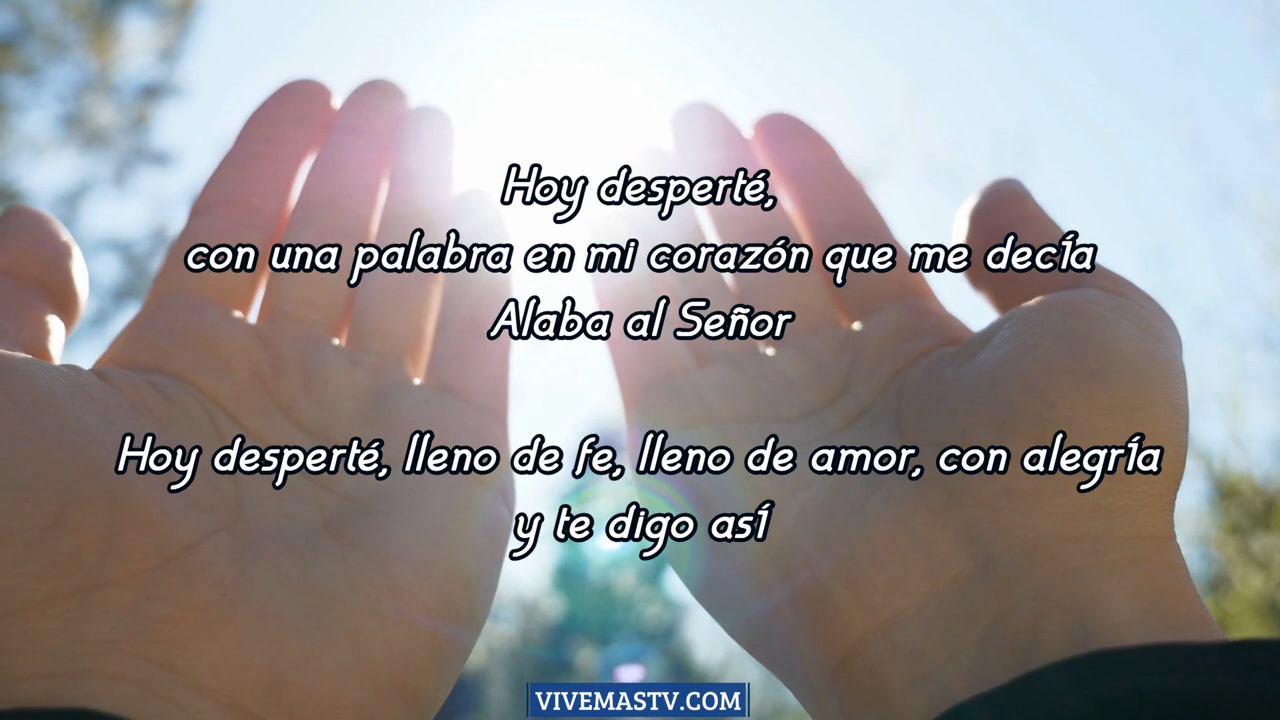 Hoy desperté,
con una palabra en mi corazón que me decía
Alaba al Señor
Hoy desperté, lleno de fe, lleno de amor, con alegría
y te digo así
VIVEMASTV.COM